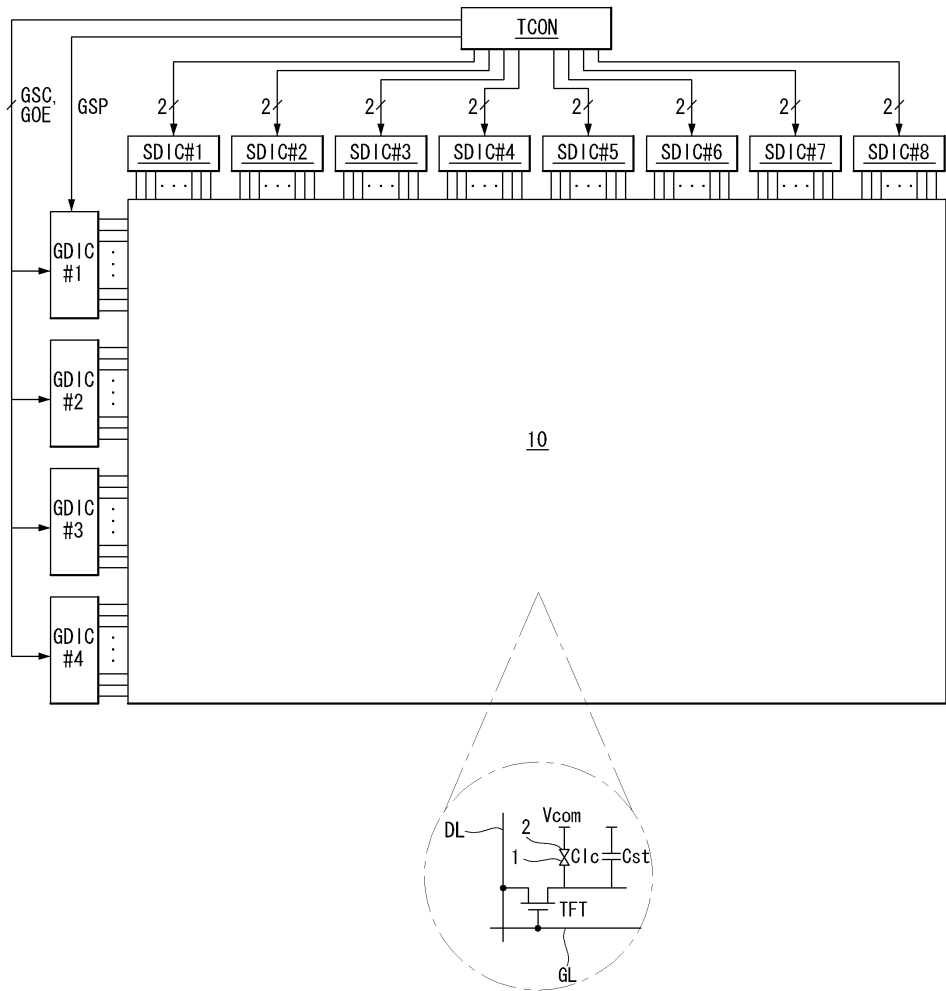 TCON
GSC,
GOE
GSP
2
2
2
2
2
2
2
2
SDIC#1
SDIC#2
SDIC#3
SDIC#4
SDIC#5
SDIC#6
SDIC#7
SDIC#8
GDIC
#1
GDIC
#2
GDIC
#3
GDIC
#4
10
Vcom
DL
2
1
Clc
Cst
TFT
GL